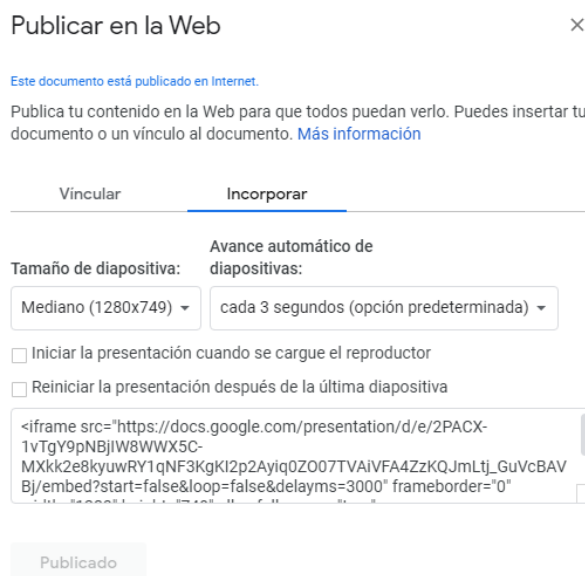 Publicar en la Web
Este documento está publicado en Internet.
Publica tu contenido en la Web para que todos puedan verlo. Puedes insertar tu
documento o un vínculo al documento. Más información
Vincular Incorporar
Tamaño de diapositiva:
Avance automático de
diapositivas:
Mediano (1280x749)
cada 3 segundos (opción predeterminada)
Iniciar la presentación cuando se cargue el reproductor
Reiniciar la presentación después de la última diapositiva
<iframe src="https://docs.google.com/presentation/d/e/2PACX-
1vTgY9pNBjIW8WWX5C-
MXkk2e8kyuwRY1qNF3KgKI2p2Ayiq0ZO07TVAiVFA4ZzKQJmLtj_GuVcBAV
Bj/embed?start=false&loop=false&delayms=3000" frameborder="0"
Publicado